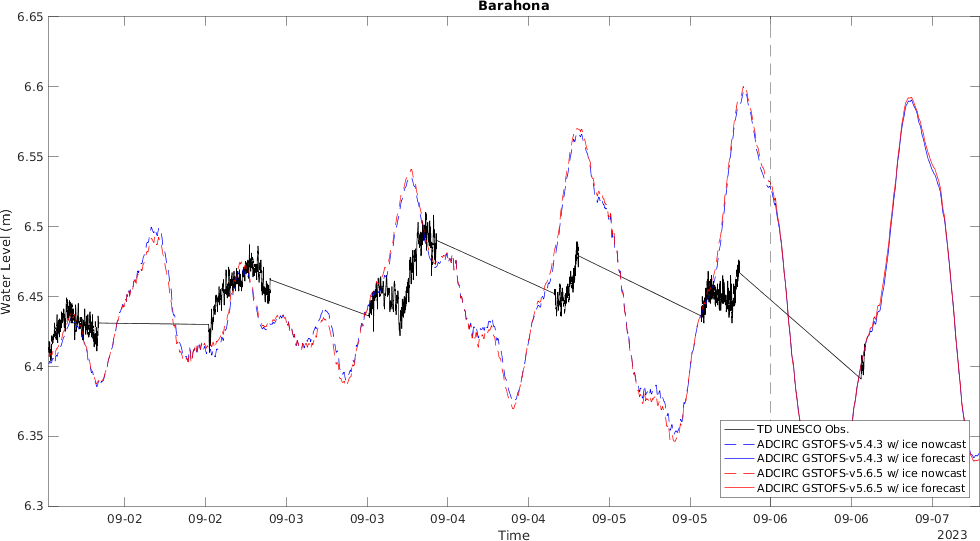 Barahona
6.65
6.6
6.55
6.5
6.45
6.4
6.35
6.3
Water Level (m)
TD UNESCO Obs.
ADCIRC GSTOFS-v5.4.3 w/ ice nowcast
ADCIRC GSTOFS-v5.4.3 w/ ice forecast
ADCIRC GSTOFS-v5.6.5 w/ ice nowcast
ADCIRC GSTOFS-v5.6.5 w/ ice forecast
09-02 09-02 09-03 09-03 09-04 09-04 09-05 09-05 09-06 09-06 09-07
Time
2023